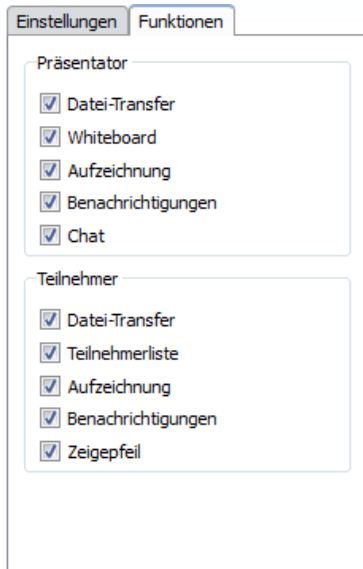 Einstellungen Funktionen
Präsentator
Datei-Transfer
Whiteboard
Aufzeichnung
Benachrichtigungen
Chat
Teilnehmer
Datei-Transfer
Teilnehmerliste
Aufzeichnung
Benachrichtigungen
Zeigepfeil